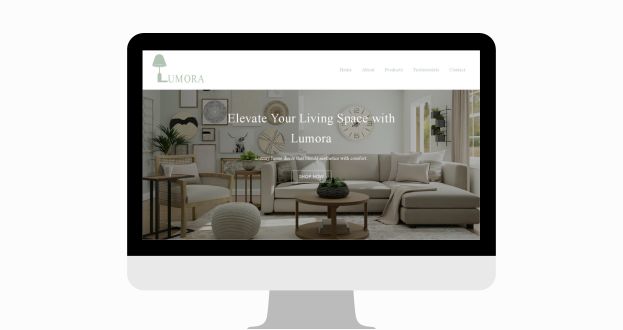 LUMORA
Home About Products Testimonials Contact
Elevate Your Living Space with
Lumora
Luxury home decor that blends aesthetics with comfort.
SHOP NOW